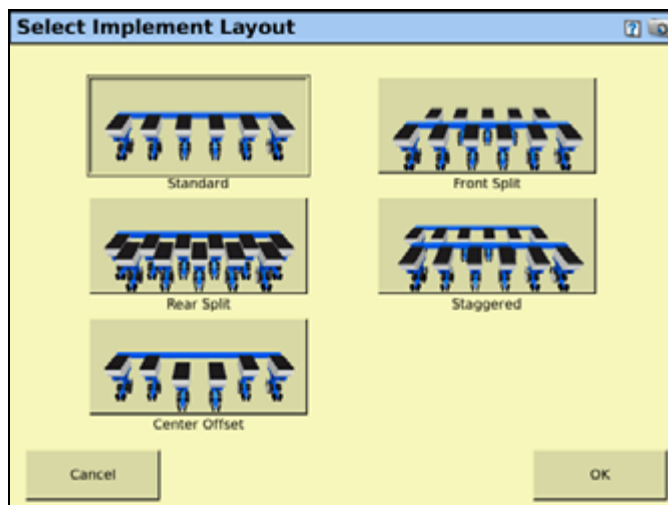 Select Implement Layout
?
Standard
Front Split
Rear Split
Staggered
Center Offset
Cancel
OK